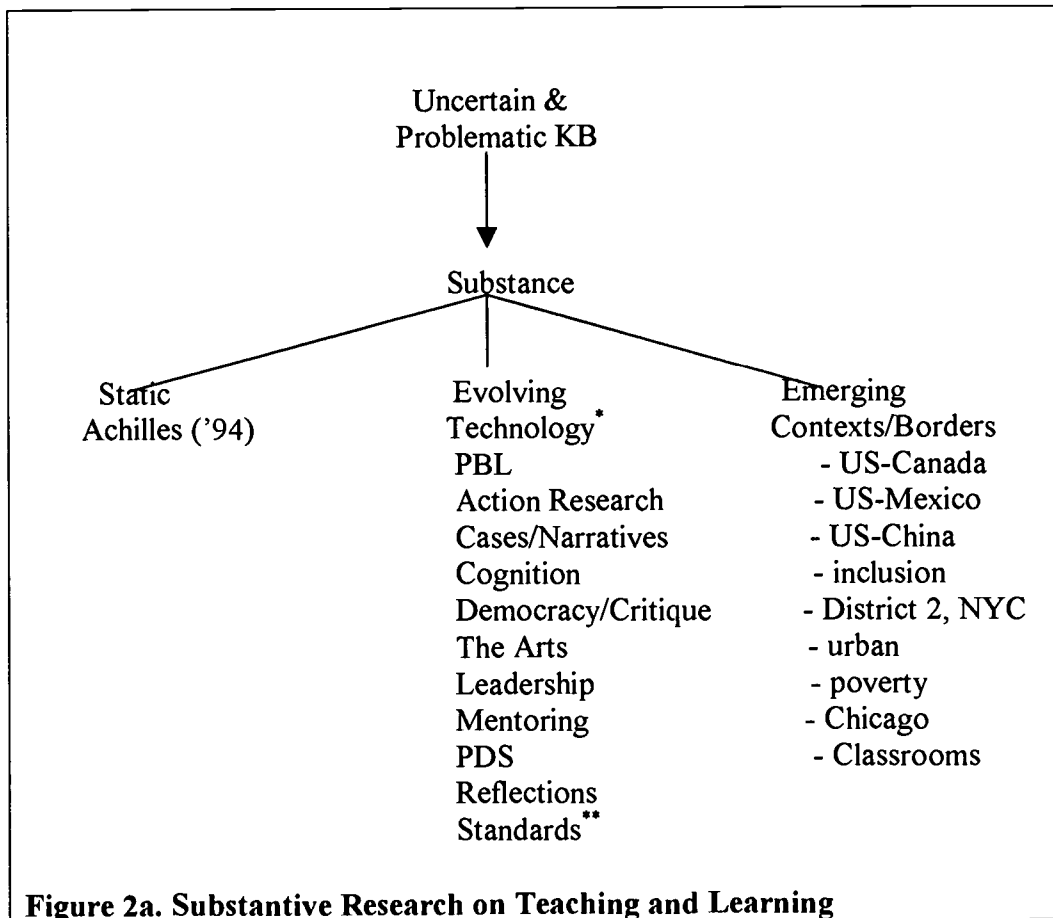 Uncertain &
Problematic KB
Substance
Static
Achilles ('94)
Evolving
Technology*
PBL
Action Research
Cases/Narratives
Cognition
Democracy/Critique
The Arts
Leadership
Mentoring
PDS
Reflections
Standards**
Emerging
Contexts/Borders
- US-Canada
- US-Mexico
- US-China
- inclusion
- District 2, NYC
- urban
- poverty
- Chicago
- Classrooms
Figure 2a. Substantive Research on Teaching and Learning